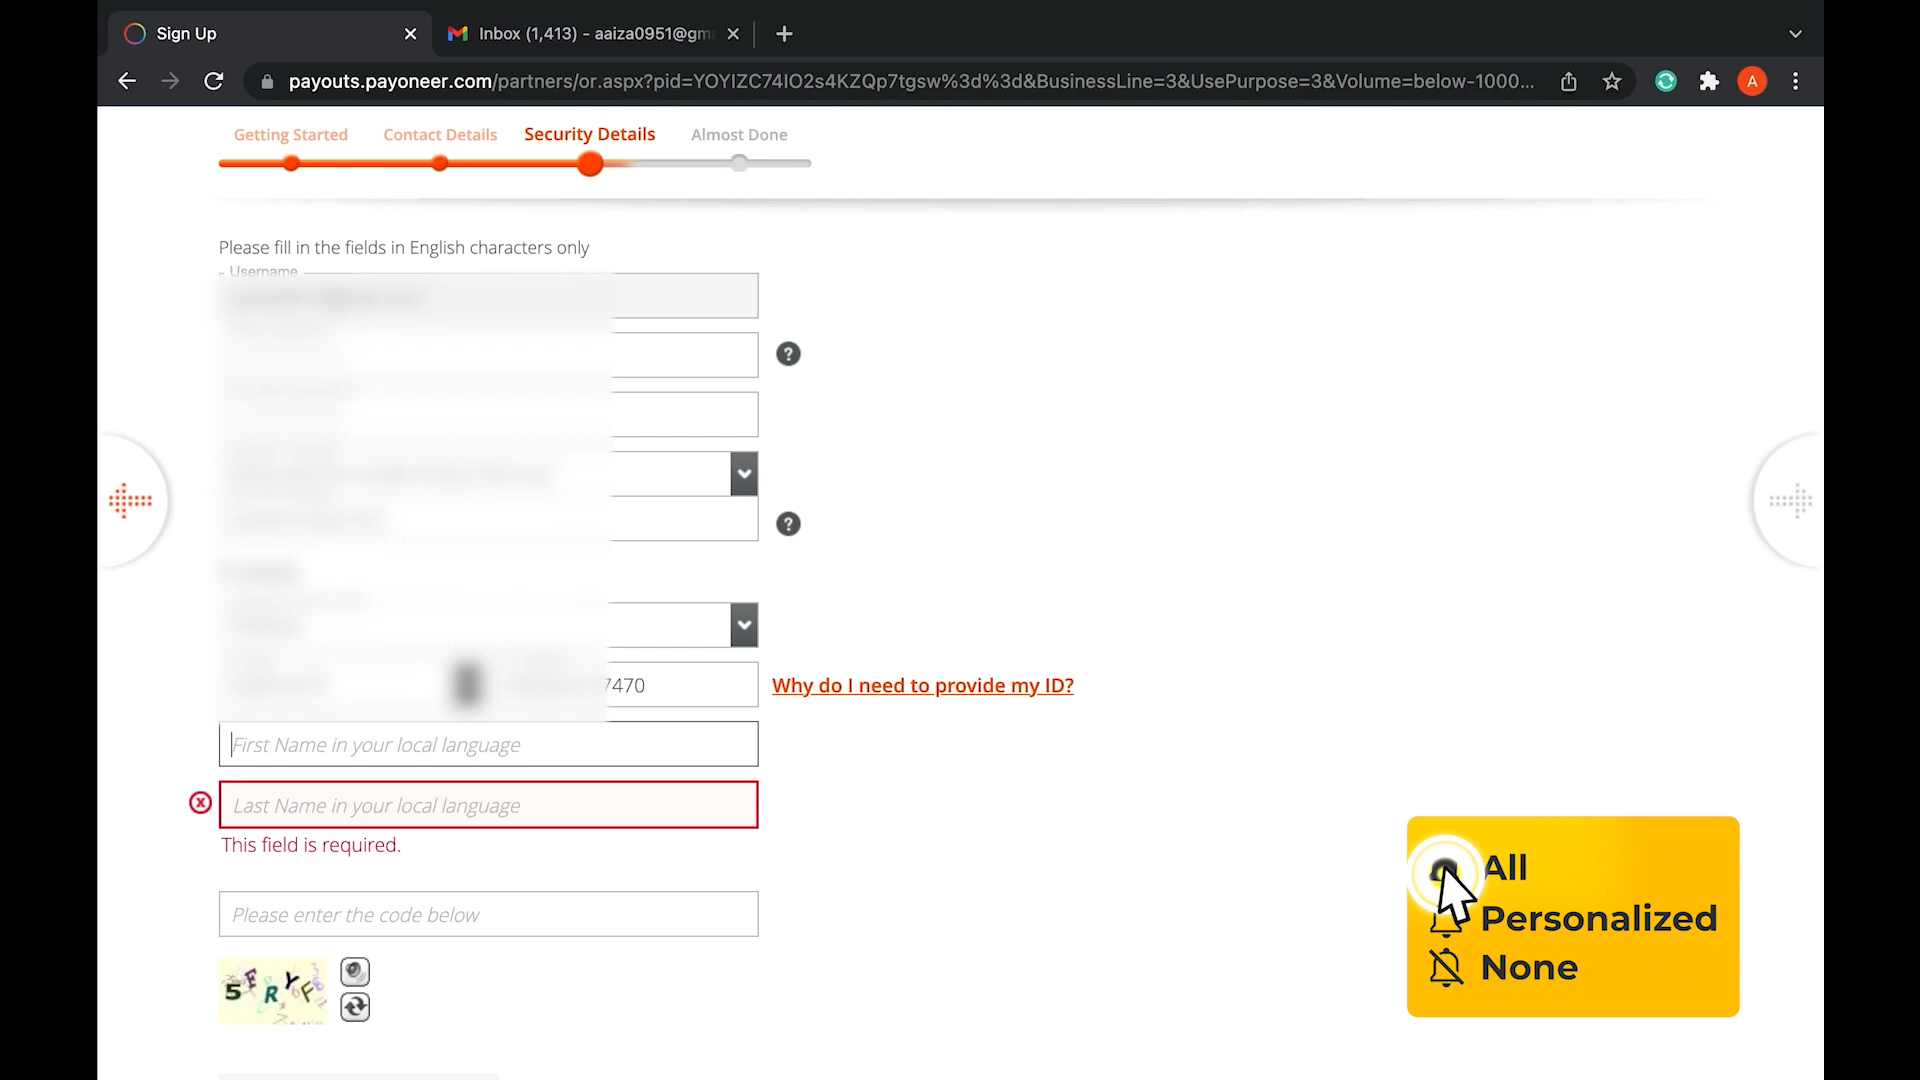 Sign Up
Inbox (1,413) - aaiza0951@gm
payouts.payoneer.com/partners/or.aspx?pid=YOYIZC74IO2s4KZQp7tgsw%3d%3d&BusinessLine=3&UsePurpose=3&Volume=below-1000...
A
Getting Started
Contact Details
Security Details
Almost Done
Please fill in the fields in English characters only
Username
?
?
7470
Why do I need to provide my ID?
First Name in your local language
Last Name in your local language
This field is required.
Please enter the code below
5ERYF
All
Personalized
None